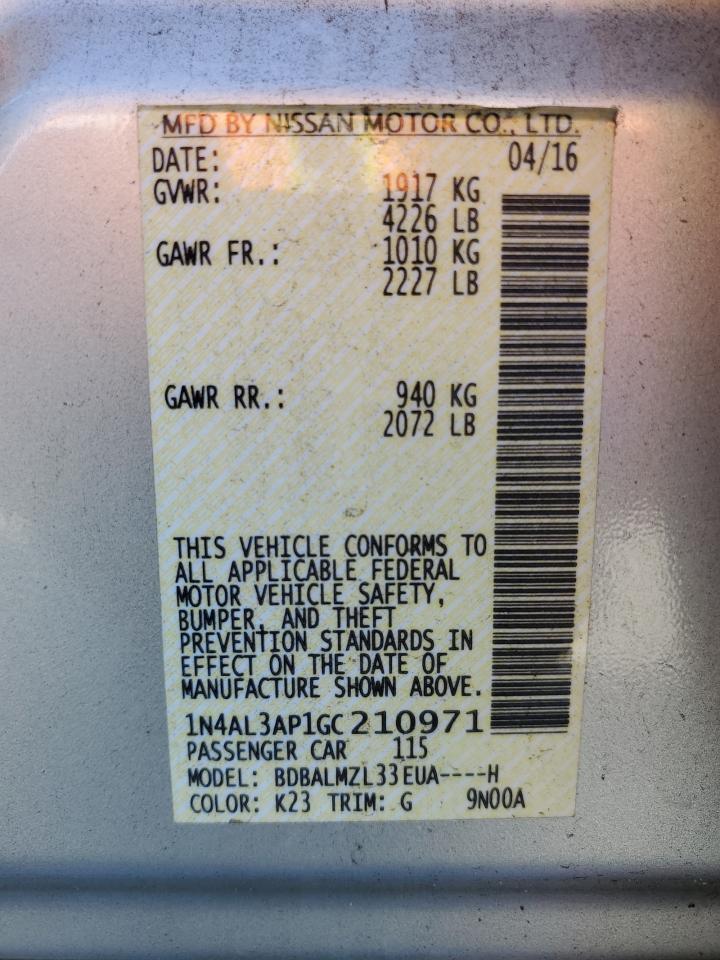 MFD BY NISSAN MOTOR CO., LTD.
DATE: 04/16
GVWR: 1917 KG
4226 LB
GAWR FR.: 1010 KG
2227 LB
GAWR RR.: 940 KG
2072 LB
THIS VEHICLE CONFORMS TO
ALL APPLICABLE FEDERAL
MOTOR VEHICLE SAFETY,
BUMPER, AND THEFT
PREVENTION STANDARDS IN
EFFECT ON THE DATE OF
MANUFACTURE SHOWN ABOVE.
1N4AL3AP1GC210971
PASSENGER CAR 115
MODEL: BDBALMZL33EUA----H
COLOR: K23 TRIM: G 9N00A